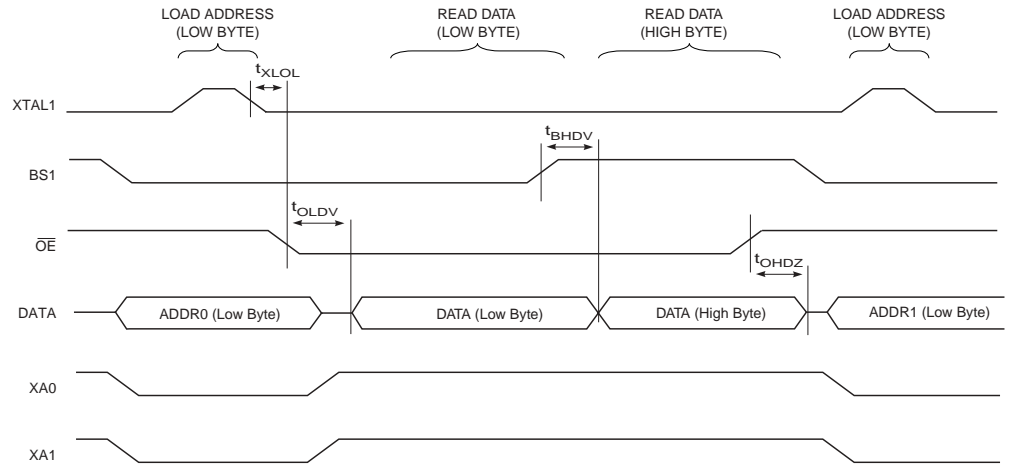 LOAD ADDRESS
(LOW BYTE)
READ DATA
(LOW BYTE)
READ DATA
(HIGH BYTE)
LOAD ADDRESS
(LOW BYTE)
tXLOL
XTAL1
tBHDV
BS1
tOLDV
OE
tOHDZ
DATA
ADDR0 (Low Byte)
DATA (Low Byte)
DATA (High Byte)
ADDR1 (Low Byte)
XA0
XA1